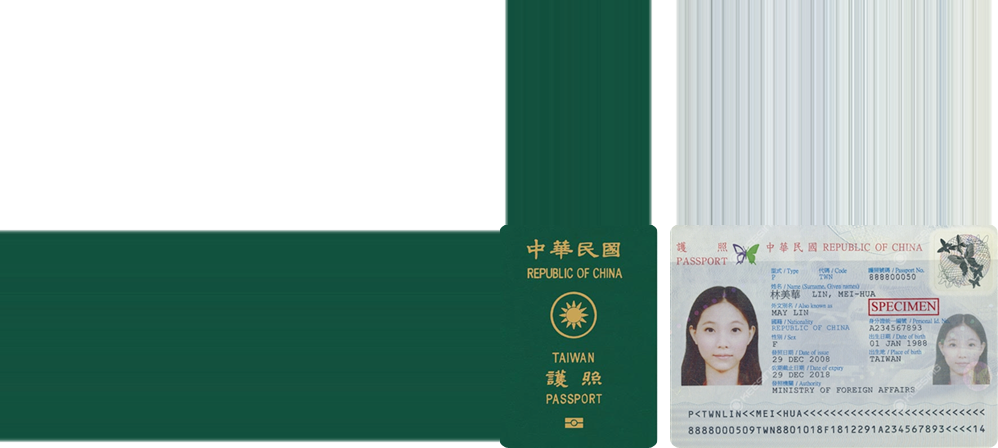 中華民國
REPUBLIC OF CHINA
TAIWAN
護照
PASSPORT
護 照 中華民國 REPUBLIC OF CHINA
PASSPORT
型式 / Type 代碼 / Code 護照號碼 / Passport No.
P TWN 888800050
姓名 / Name (Surname, Given names)
林美華 LIN, MEI-HUA
外文別名 / Also known as
SPECIMEN
MAY LIN
國籍 / Nationality 身分證統一編號 / Personal Id. No.
REPUBLIC OF CHINA A234567893
性別 / Sex 出生日期 / Date of birth
F 01 JAN 1988
發照日期 / Date of issue 出生地 / Place of birth
29 DEC 2008 TAIWAN
效期截止日期 / Date of expiry
29 DEC 2018
發照機關 / Authority
MINISTRY OF FOREIGN AFFAIRS
P<TWNLIN<<MEI<HUA<<<<<<<<<<<<<<<<<<<<<<<<<<<
8888000509TWN8801018F1812291A234567893<<<<14